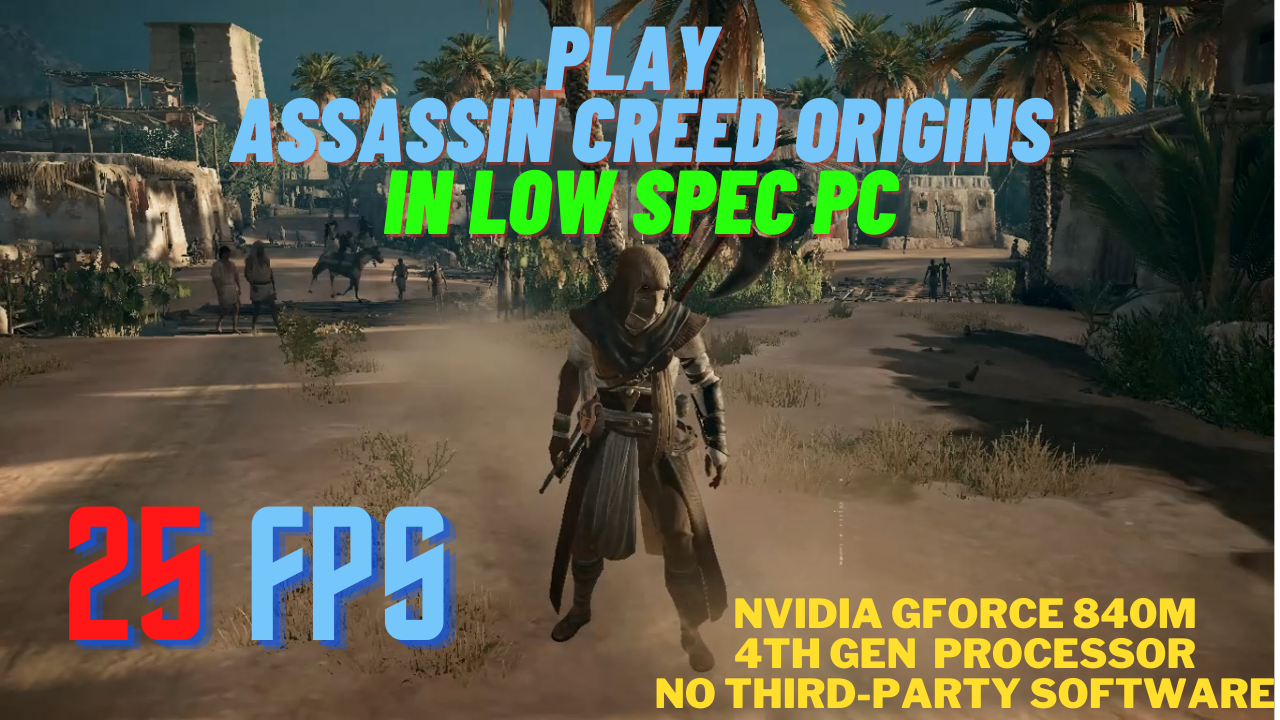 PLAY
ASSASSIN CREED ORIGINS
IN LOW SPEC PC
25 FPS
NVIDIA GFORCE 840M
4TH GEN PROCESSOR
NO THIRD-PARTY SOFTWARE